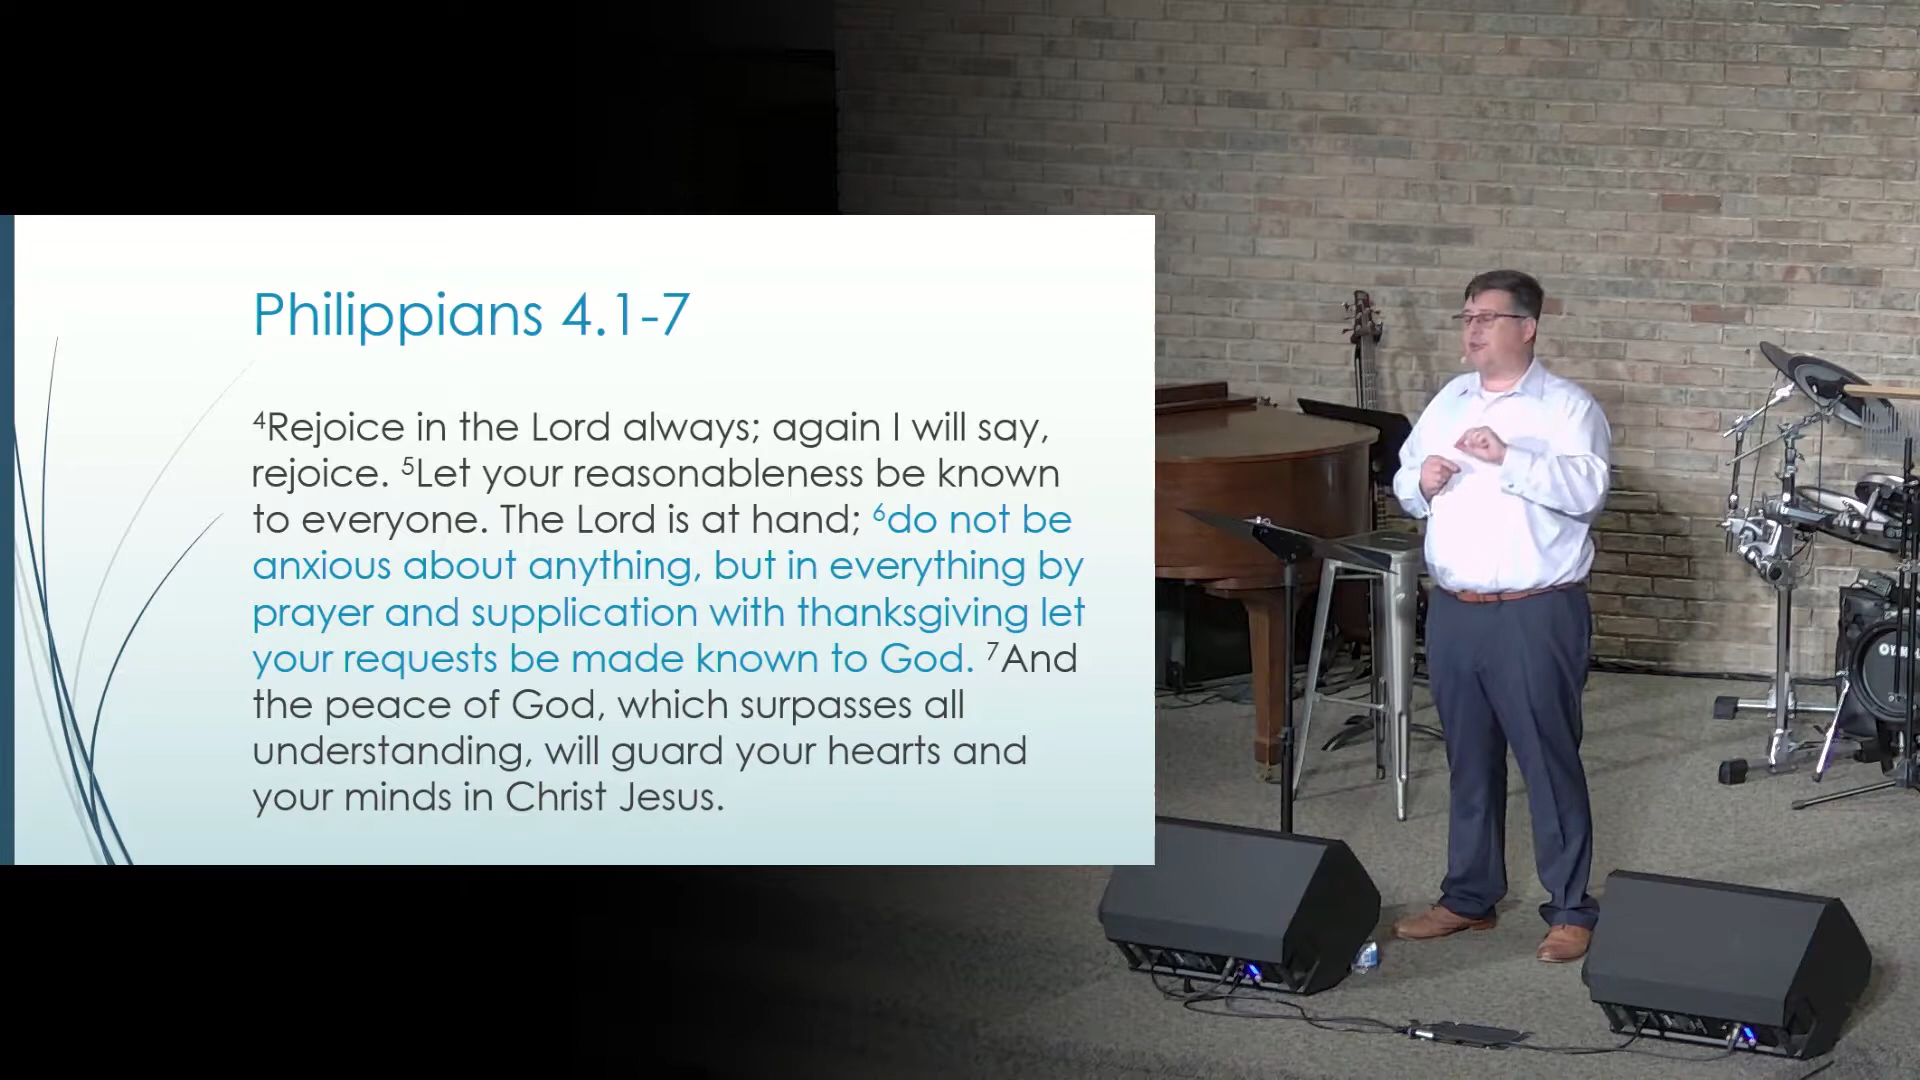 Philippians 4.1-7
⁴Rejoice in the Lord always; again I will say,
rejoice. ⁵Let your reasonableness be known
to everyone. The Lord is at hand; ⁶do not be
anxious about anything, but in everything by
prayer and supplication with thanksgiving let
your requests be made known to God. ⁷And
the peace of God, which surpasses all
understanding, will guard your hearts and
your minds in Christ Jesus.